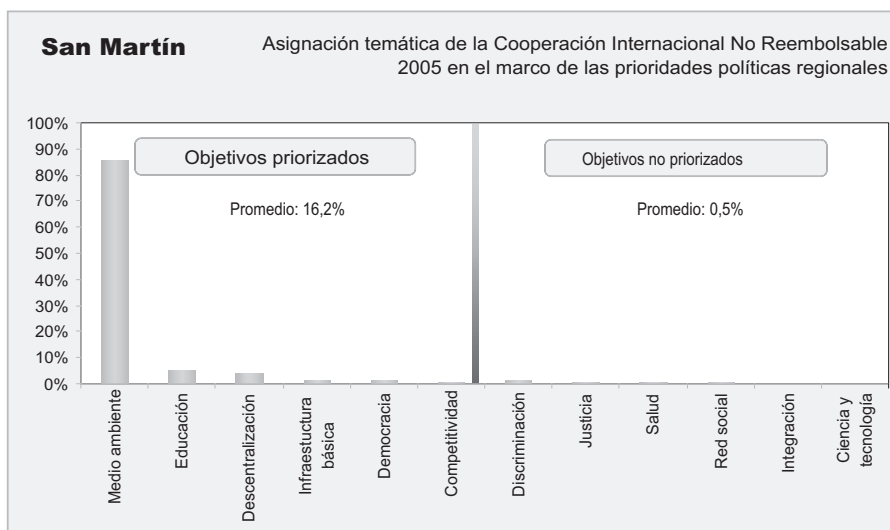 San Martín
Asignación temática de la Cooperación Internacional No Reembolsable
2005 en el marco de las prioridades políticas regionales
100%
90%
80%
70%
60%
50%
40%
30%
20%
10%
0%
Objetivos priorizados
Promedio: 16,2%
Objetivos no priorizados
Promedio: 0,5%
Medio ambiente
Educación
Descentralización
Infraestuctura
básica
Democracia
Competitividad
Discriminación
Justicia
Salud
Red social
Integración
Ciencia y
tecnología